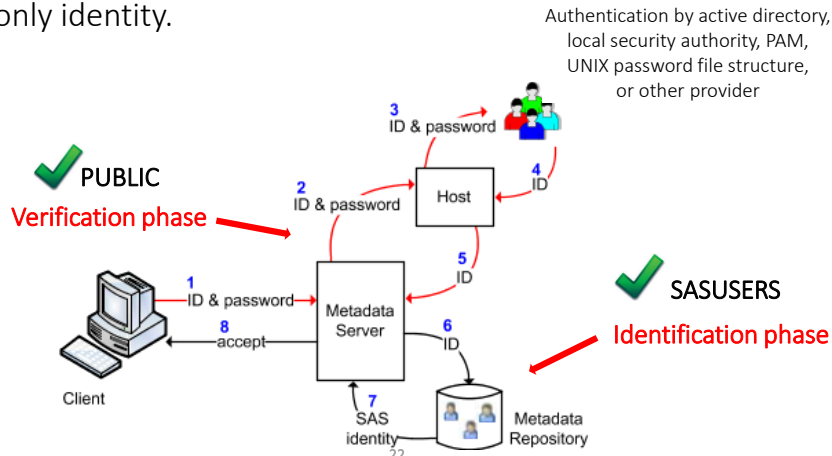 only identity.
Authentication by active directory,
local security authority, PAM,
UNIX password file structure,
or other provider
3
ID & password
4
ID
PUBLIC
2
ID & password
Host
Verification phase
5
ID
SASUSERS
1
ID & password
Metadata
Server
6
ID
Identification phase
8
accept
Client
7
SAS
identity
Metadata
Repository
22